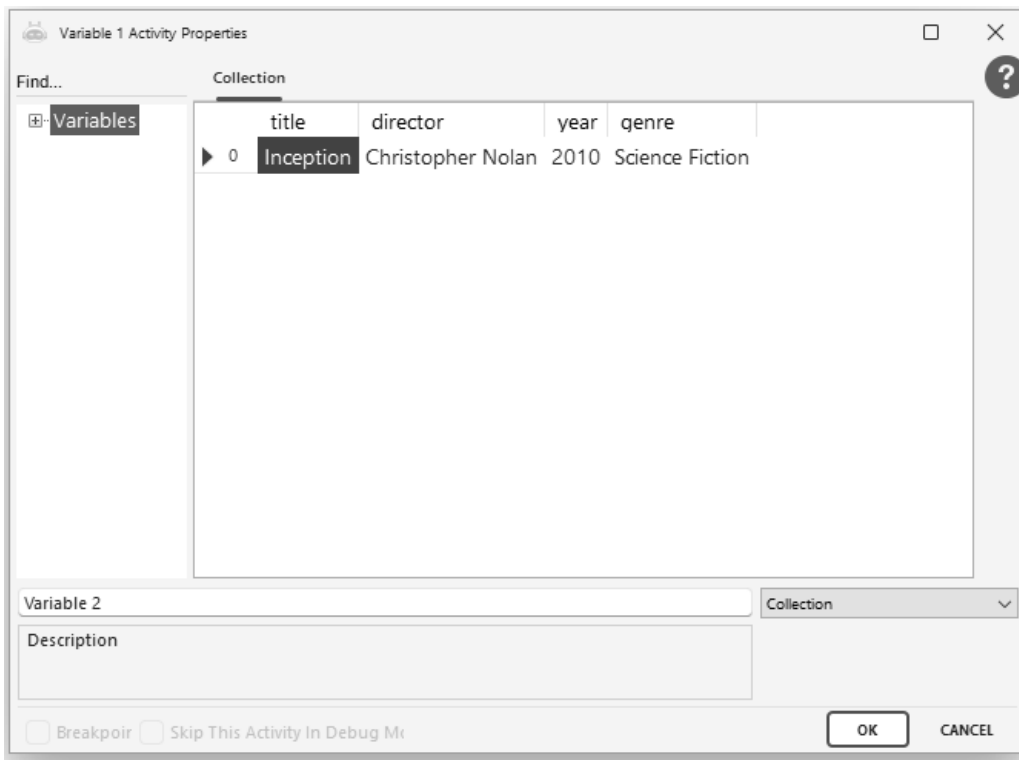 Variable 1 Activity Properties
Find...
Collection
?
Variables
title director year genre
0 Inception Christopher Nolan 2010 Science Fiction
Variable 2
Collection
Description
Breakpoir Skip This Activity In Debug Mo
OK CANCEL